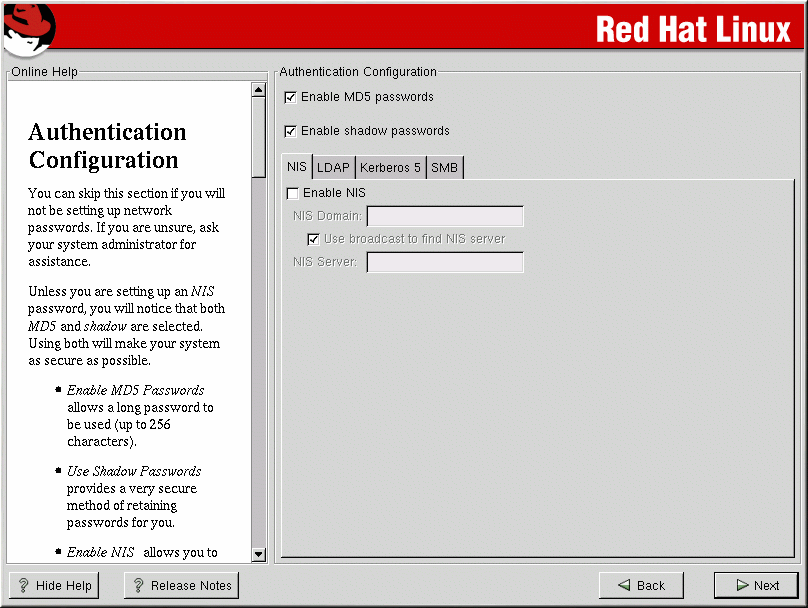 Red Hat Linux
Online Help
Authentication
Configuration
You can skip this section if you will
not be setting up network
passwords. If you are unsure, ask
your system administrator for
assistance.
Unless you are setting up an NIS
password, you will notice that both
MD5 and shadow are selected.
Using both will make your system
as secure as possible.
Enable MD5 Passwords
allows a long password to
be used (up to 256
characters).
Use Shadow Passwords
provides a very secure
method of retaining
passwords for you.
Enable NIS allows you to
Authentication Configuration
Enable MD5 passwords
Enable shadow passwords
NIS LDAP Kerberos 5 SMB
Enable NIS
NIS Domain:
Use broadcast to find NIS server
NIS Server:
? Hide Help
? Release Notes
Back
Next